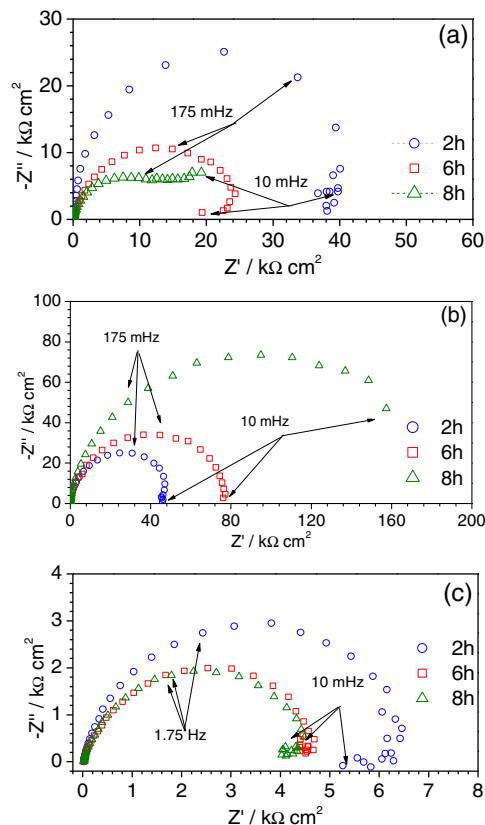 (a)
30
20
10
0
-Z'' / kΩ cm²
175 mHz
10 mHz
2h
6h
8h
0 10 20 30 40 50 60
Z' / kΩ cm²
(b)
100
80
60
40
20
0
-Z'' / kΩ cm²
175 mHz
10 mHz
2h
6h
8h
0 40 80 120 160 200
Z' / kΩ cm²
(c)
4
3
2
1
0
-Z'' / kΩ cm²
1.75 Hz
10 mHz
2h
6h
8h
0 1 2 3 4 5 6 7 8
Z' / kΩ cm²